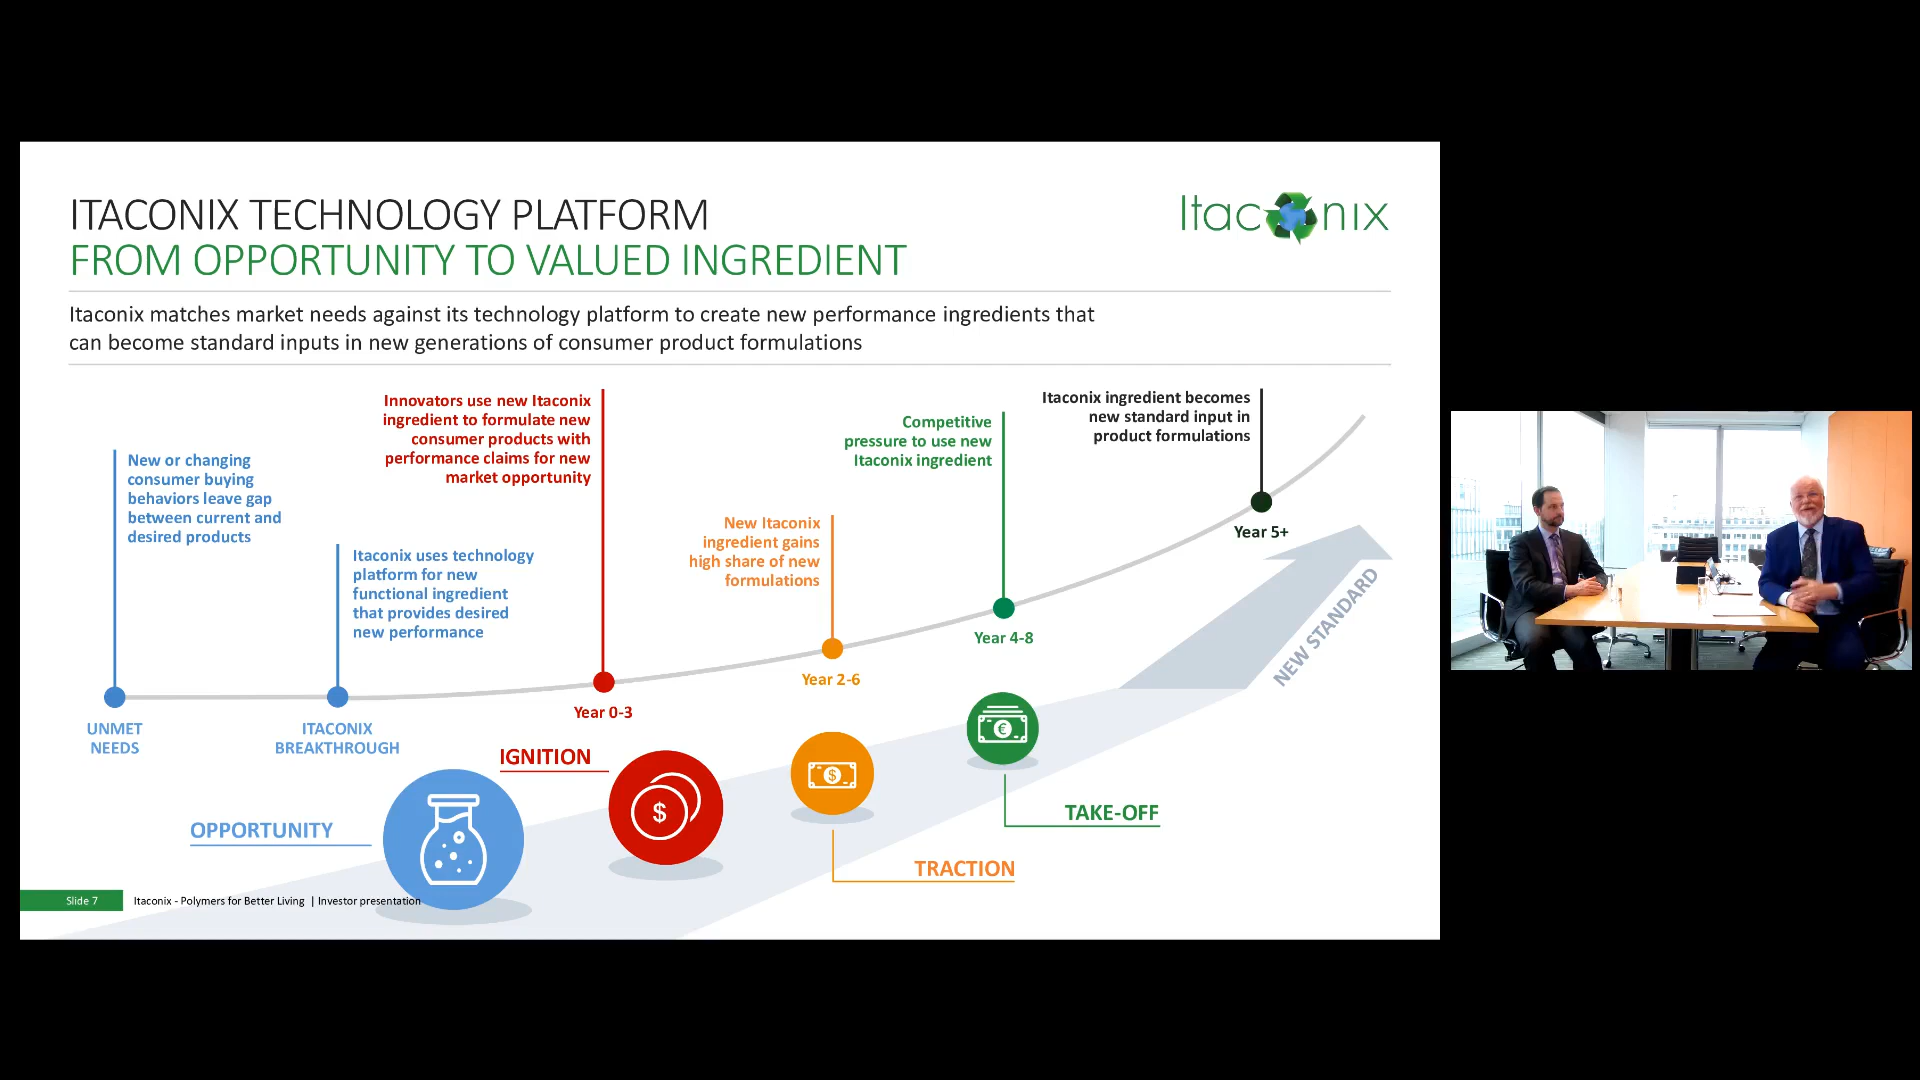 ITACONIX TECHNOLOGY PLATFORM
FROM OPPORTUNITY TO VALUED INGREDIENT
Itaconix
Itaconix matches market needs against its technology platform to create new performance ingredients that
can become standard inputs in new generations of consumer product formulations
New or changing
consumer buying
behaviors leave gap
between current and
desired products
UNMET
NEEDS
Itaconix uses technology
platform for new
functional ingredient
that provides desired
new performance
ITACONIX
BREAKTHROUGH
Innovators use new Itaconix
ingredient to formulate new
consumer products with
performance claims for new
market opportunity
Year 0-3
New Itaconix
ingredient gains
high share of new
formulations
Year 2-6
Competitive
pressure to use new
Itaconix ingredient
Year 4-8
Itaconix ingredient becomes
new standard input in
product formulations
Year 5+
NEW STANDARD
OPPORTUNITY
IGNITION
$
$
TRACTION
€
TAKE-OFF
Slide 7
Itaconix - Polymers for Better Living | Investor presentation